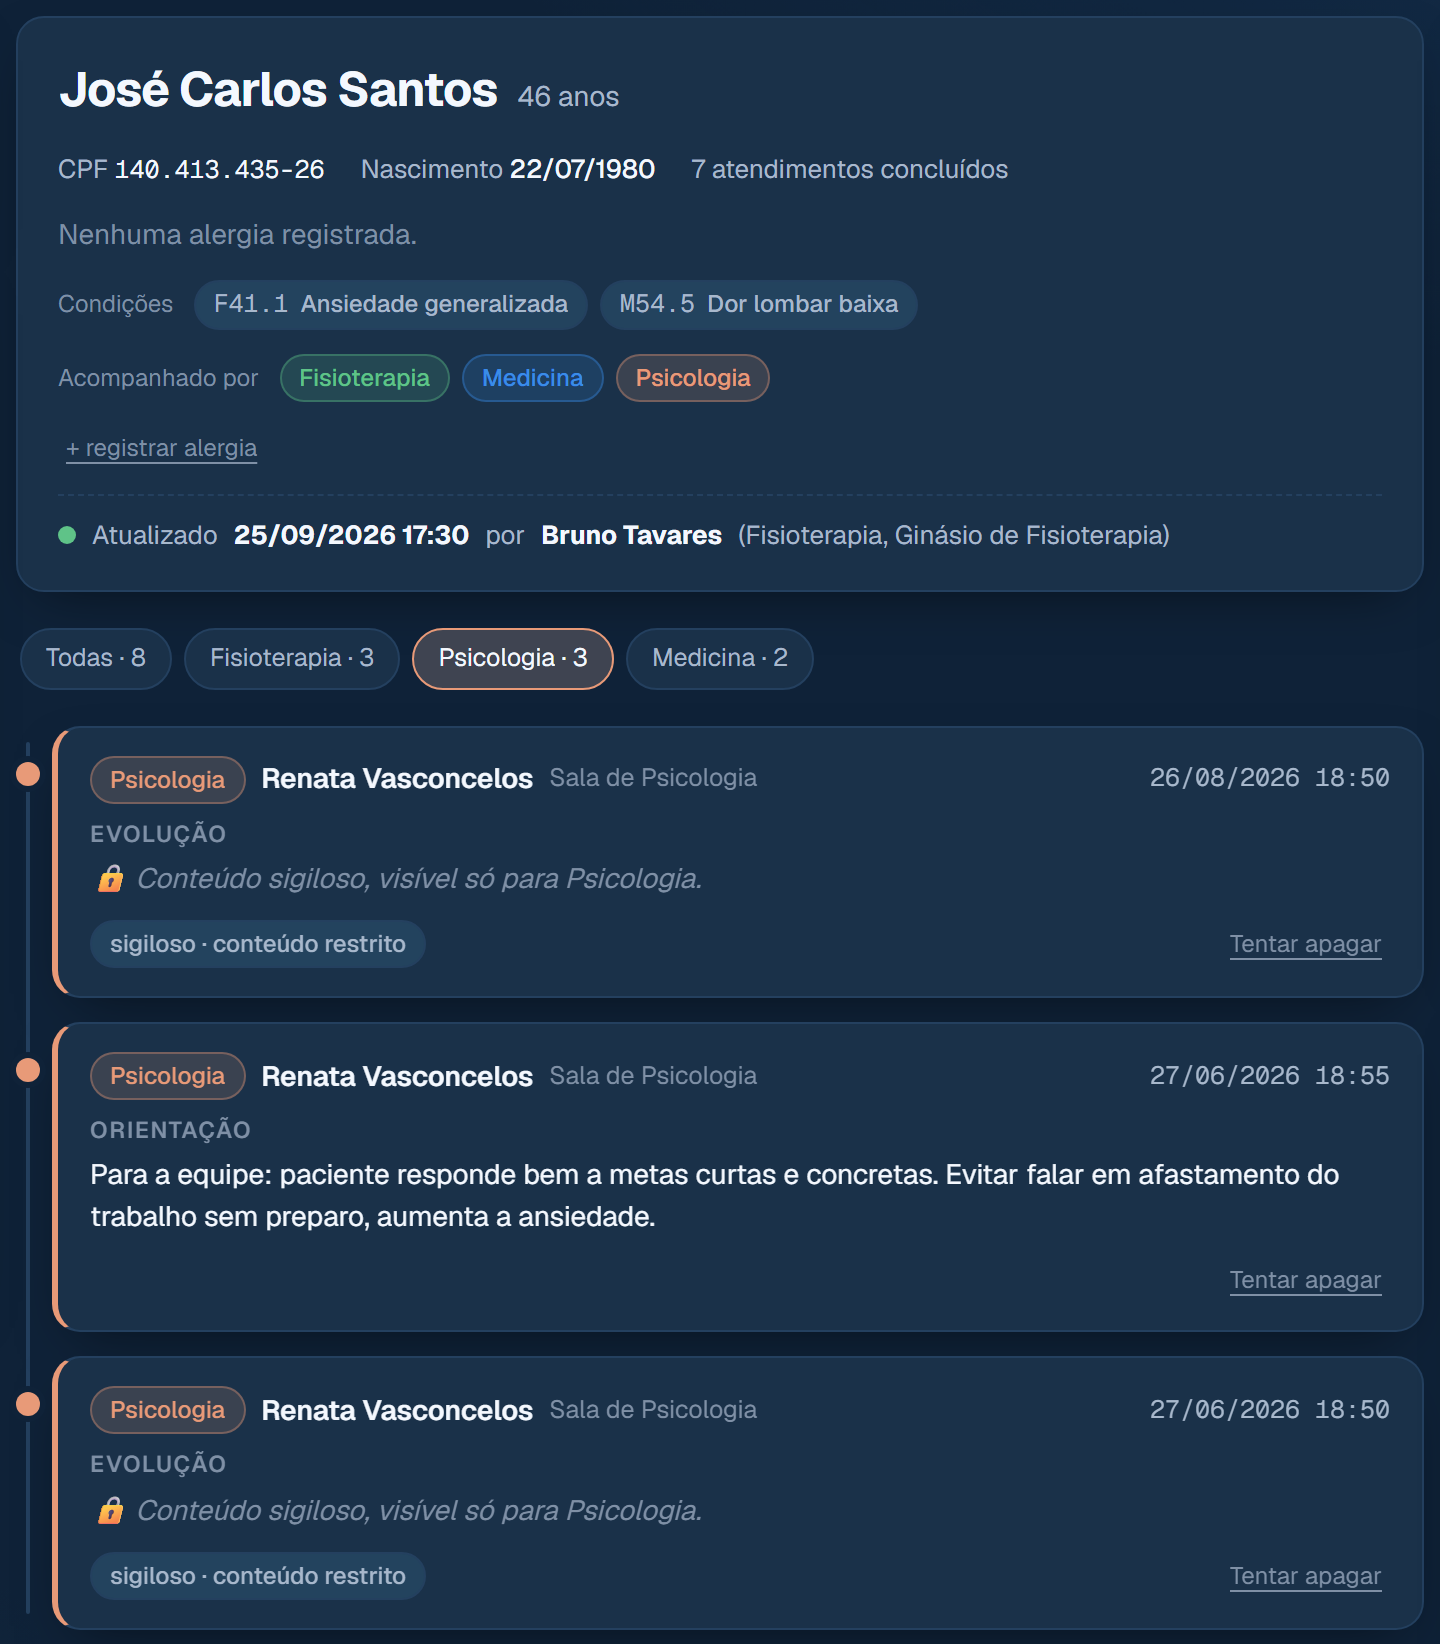 José Carlos Santos 46 anos
CPF 140.413.435-26 Nascimento 22/07/1980 7 atendimentos concluídos
Nenhuma alergia registrada.
Condições F41.1 Ansiedade generalizada M54.5 Dor lombar baixa
Acompanhado por Fisioterapia Medicina Psicologia
+ registrar alergia
Atualizado 25/09/2026 17:30 por Bruno Tavares (Fisioterapia, Ginásio de Fisioterapia)
Todas · 8 Fisioterapia · 3 Psicologia · 3 Medicina · 2
Psicologia Renata Vasconcelos Sala de Psicologia 26/08/2026 18:50
EVOLUÇÃO
Conteúdo sigiloso, visível só para Psicologia.
sigiloso · conteúdo restrito Tentar apagar
Psicologia Renata Vasconcelos Sala de Psicologia 27/06/2026 18:55
ORIENTAÇÃO
Para a equipe: paciente responde bem a metas curtas e concretas. Evitar falar em afastamento do
trabalho sem preparo, aumenta a ansiedade.
Tentar apagar
Psicologia Renata Vasconcelos Sala de Psicologia 27/06/2026 18:50
EVOLUÇÃO
Conteúdo sigiloso, visível só para Psicologia.
sigiloso · conteúdo restrito Tentar apagar